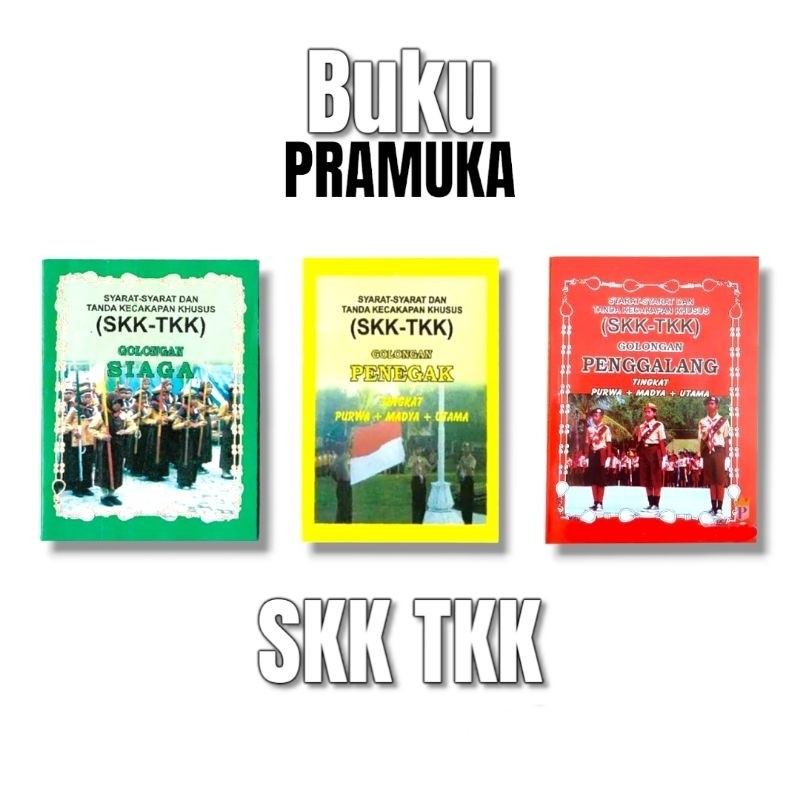 Buku
PRAMUKA
SYARAT-SYARAT DAN
TANDA KECAKAPAN KHUSUS
(SKK-TKK)
GOLONGAN
SIAGA
SYARAT-SYARAT DAN
TANDA KECAKAPAN KHUSUS
(SKK-TKK)
GOLONGAN
PENEGAK
TINGKAT
PURWA + MADYA + UTAMA
SYARAT-SYARAT DAN
TANDA KECAKAPAN KHUSUS
(SKK-TKK)
GOLONGAN
PENGGALANG
TINGKAT
PURWA + MADYA + UTAMA
P
SKK TKK